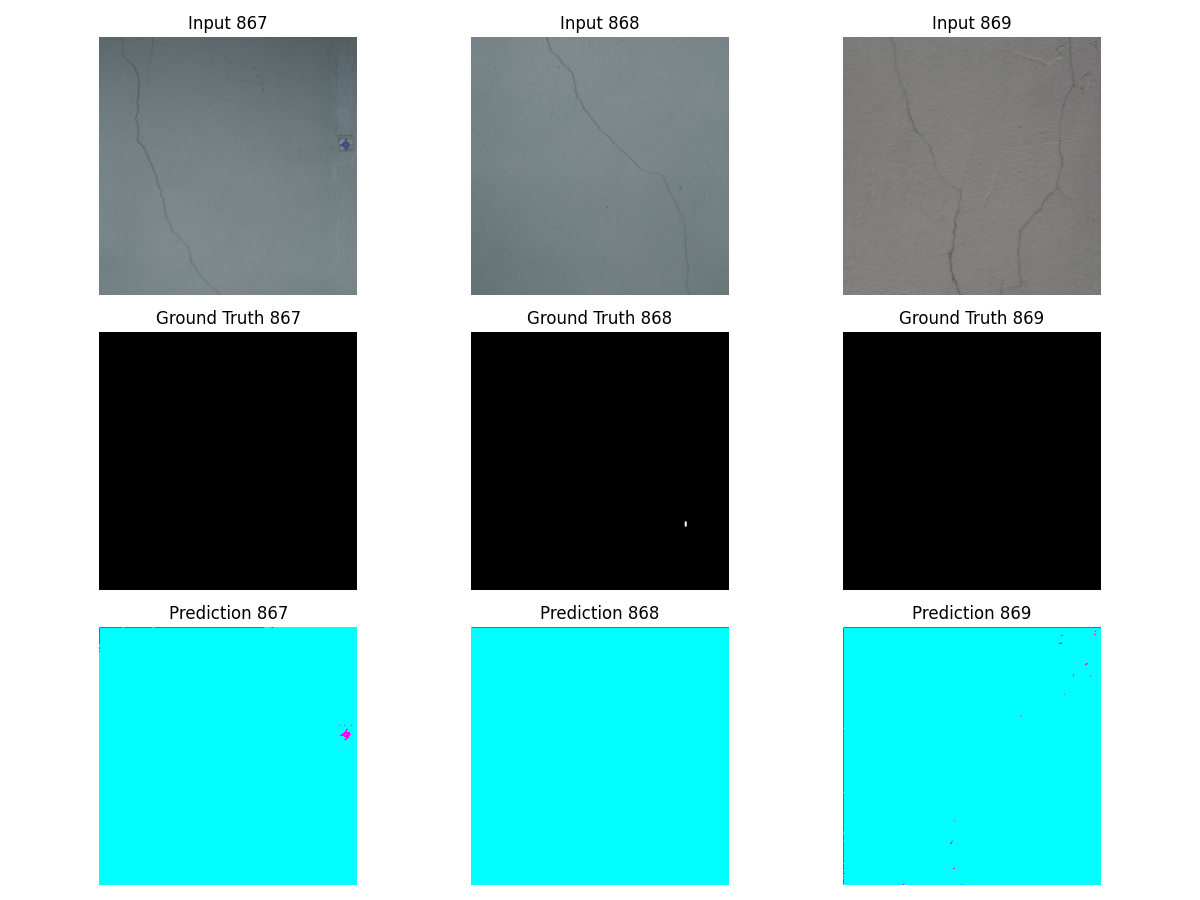 Input 867
Input 868
Input 869
Ground Truth 867
Ground Truth 868
Ground Truth 869
Prediction 867
Prediction 868
Prediction 869